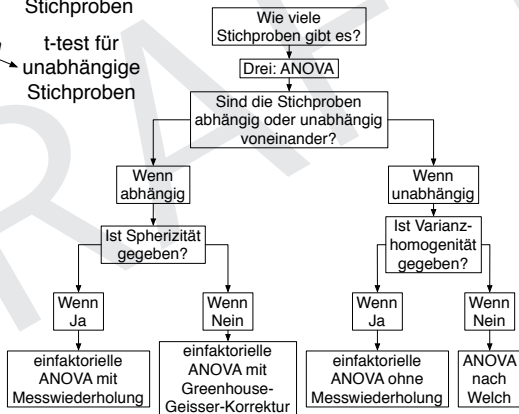 Stichproben
t-test für
unabhängige
Stichproben
Wie viele
Stichproben gibt es?
Drei: ANOVA
Sind die Stichproben
abhängig oder unabhängig
voneinander?
Wenn
abhängig
Wenn
unabhängig
Ist Spherizität
gegeben?
Ist Varianz-
homogenität
gegeben?
Wenn
Ja
Wenn
Nein
Wenn
Ja
Wenn
Nein
einfaktorielle
ANOVA mit
Messwiederholung
einfaktorielle
ANOVA mit
Greenhouse-
Geisser-Korrektur
einfaktorielle
ANOVA ohne
Messwiederholung
ANOVA
nach
Welch